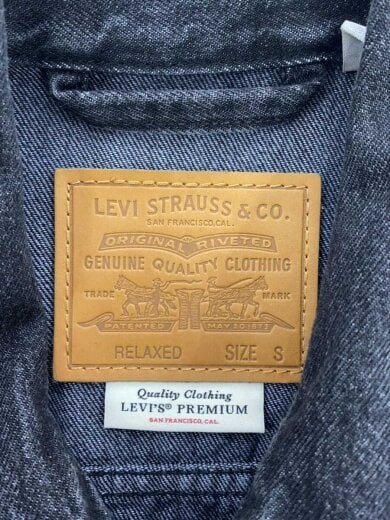 LEVI STRAUSS & CO.
SAN FRANCISCO, CAL.
ORIGINAL RIVETED
GENUINE QUALITY CLOTHING
TRADE MARK
PATENTED MAY 20 1873
RELAXED SIZE S
Quality Clothing
LEVI'S® PREMIUM
SAN FRANCISCO, CAL.